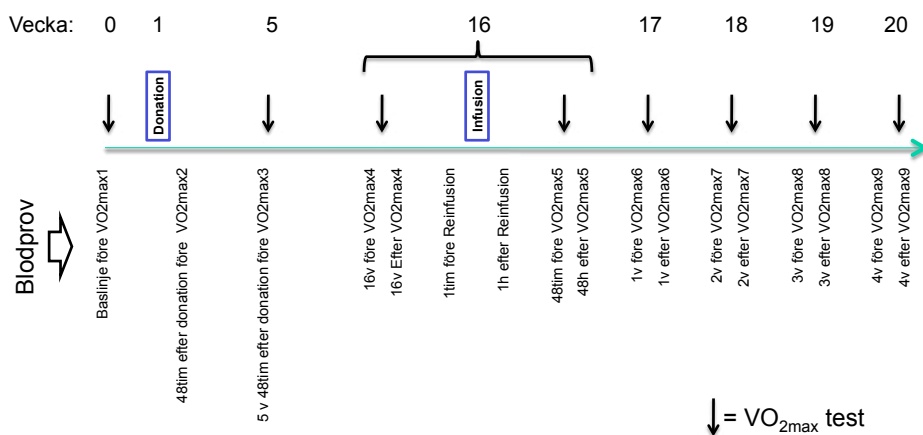 Vecka: 0 1 5 16 17 18 19 20
Donation
Infusion
Blodprov
Baslinje före VO2max1
48tim efter donation före VO2max2
5 v 48tim efter donation före VO2max3
16v före VO2max4
16v Efter VO2max4
1tim före Reinfusion
1h efter Reinfusion
48tim före VO2max5
48h efter VO2max5
1v före VO2max6
1v efter VO2max6
2v före VO2max7
2v efter VO2max7
3v före VO2max8
3v efter VO2max8
4v före VO2max9
4v efter VO2max9
= VO2max test